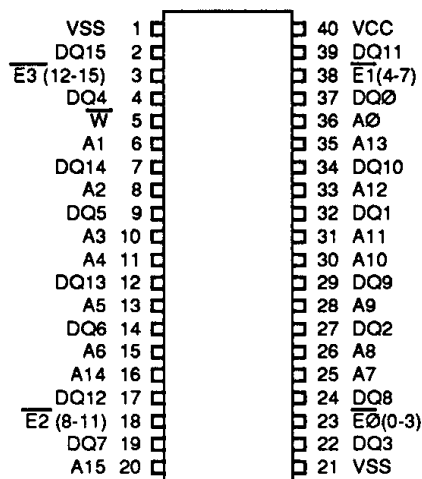 VSS 1 40 VCC
DQ15 2 39 DQ11
E3 (12-15) 3 38 E1(4-7)
DQ4 4 37 DQØ
W 5 36 AØ
A1 6 35 A13
DQ14 7 34 DQ10
A2 8 33 A12
DQ5 9 32 DQ1
A3 10 31 A11
A4 11 30 A10
DQ13 12 29 DQ9
A5 13 28 A9
DQ6 14 27 DQ2
A6 15 26 A8
A14 16 25 A7
DQ12 17 24 DQ8
E2 (8-11) 18 23 EØ(0-3)
DQ7 19 22 DQ3
A15 20 21 VSS